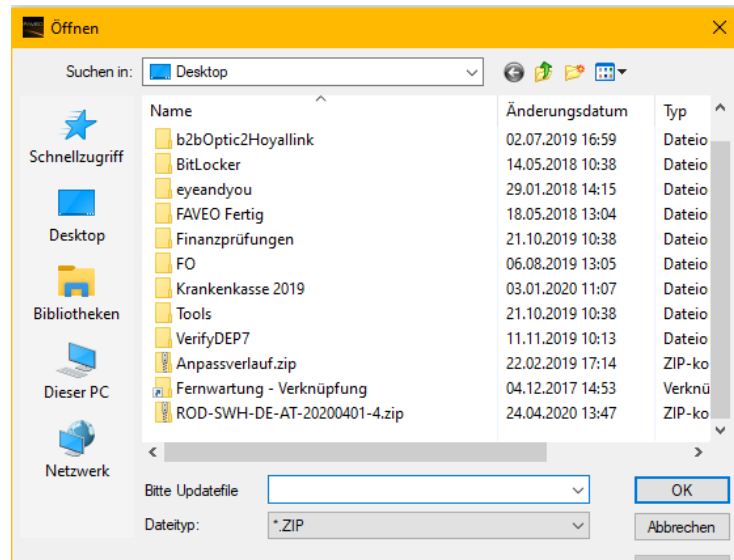 FAVEO Öffnen
Suchen in: Desktop
Name Änderungsdatum Typ
b2bOptic2Hoyallink 02.07.2019 16:59 Dateio
BitLocker 14.05.2018 10:38 Dateio
eyeandyou 29.01.2018 14:15 Dateio
FAVEO Fertig 18.05.2018 13:04 Dateio
Finanzprüfungen 21.10.2019 10:38 Dateio
FO 06.08.2019 13:05 Dateio
Krankenkasse 2019 03.01.2020 11:07 Dateio
Tools 21.10.2019 10:38 Dateio
VerifyDEP7 11.11.2019 10:13 Dateio
Anpassverlauf.zip 22.02.2019 17:14 ZIP-ko
Fernwartung - Verknüpfung 04.12.2017 14:53 Verknü
ROD-SWH-DE-AT-20200401-4.zip 24.04.2020 13:47 ZIP-ko
Schnellzugriff
Desktop
Bibliotheken
Dieser PC
Netzwerk
Bitte Updatefile OK
Dateityp: *.ZIP Abbrechen